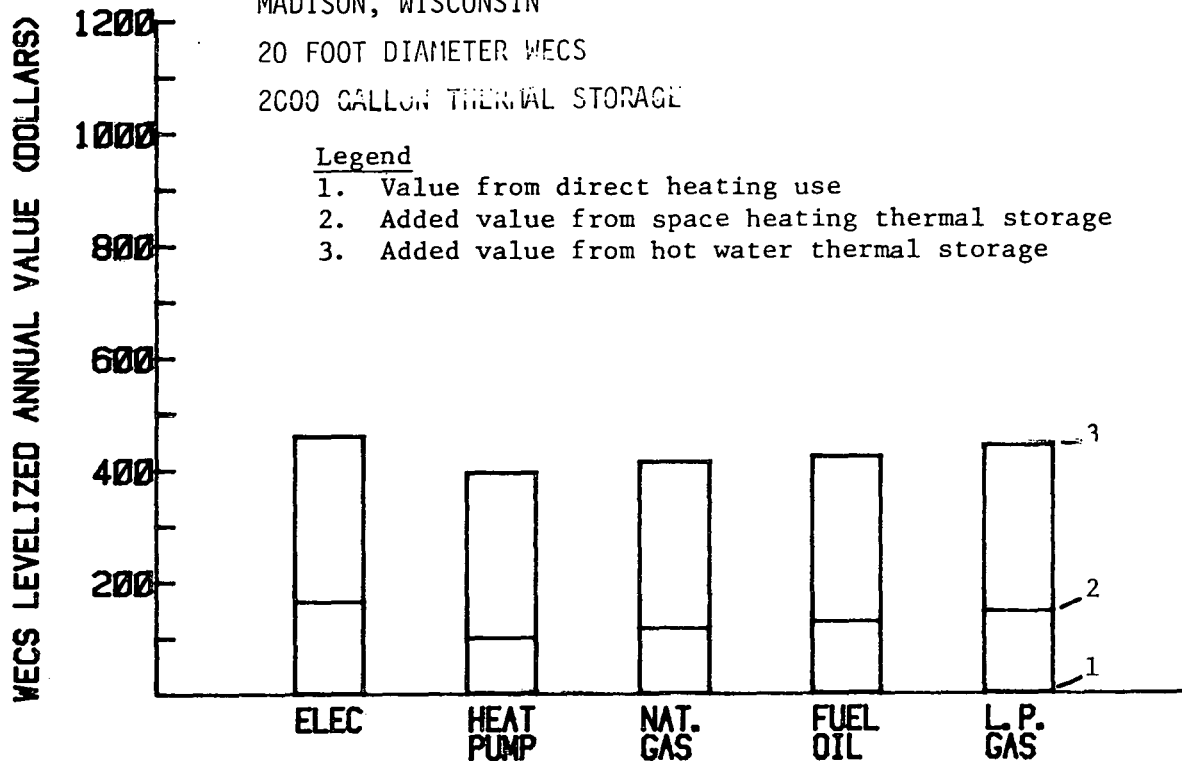 MADISON, WISCONSIN
20 FOOT DIAMETER WECS
2000 GALLON THERMAL STORAGE
Legend
1. Value from direct heating use
2. Added value from space heating thermal storage
3. Added value from hot water thermal storage
WECS LEVELIZED ANNUAL VALUE (DOLLARS)
1200
1000
800
600
400
200
3
2
1
ELEC
HEAT PUMP
NAT. GAS
FUEL OIL
L.P. GAS